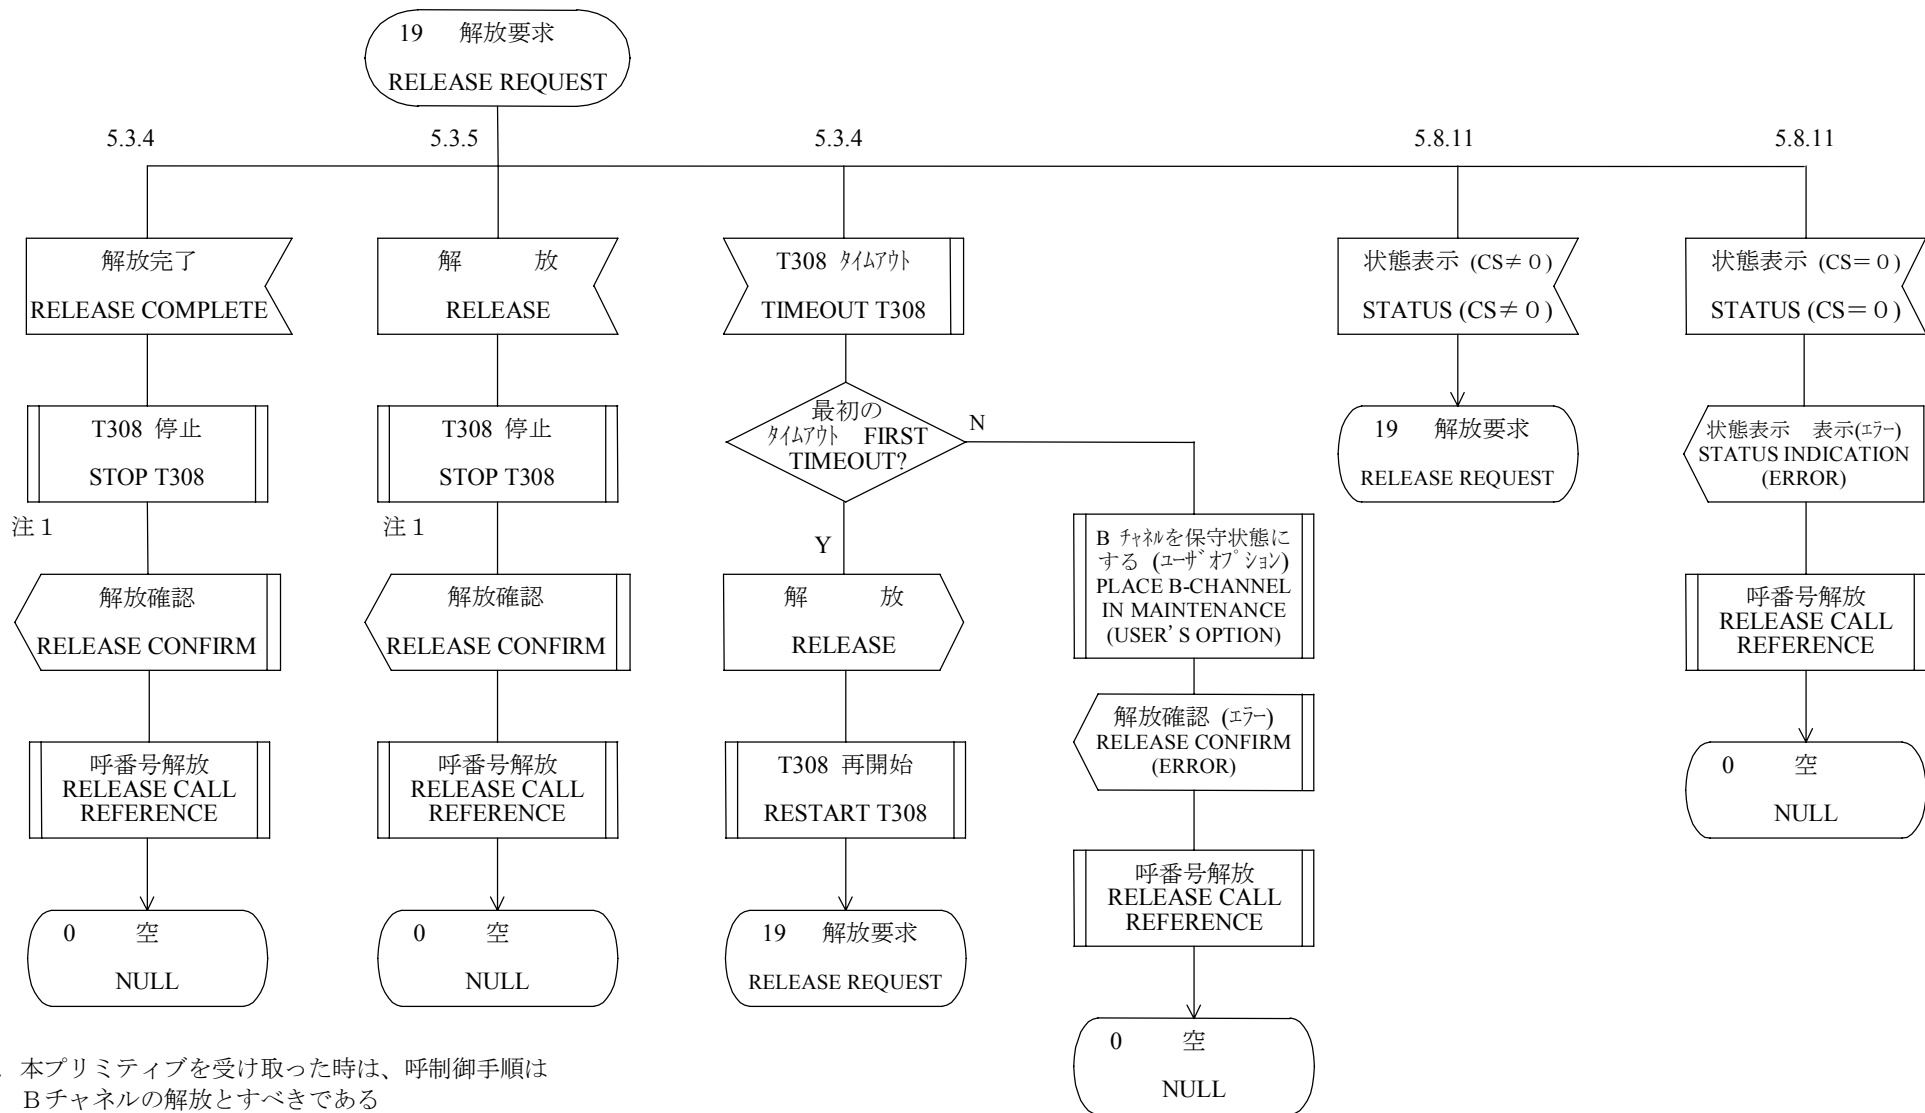 19 解放要求
RELEASE REQUEST
5.3.4
5.3.5
5.3.4
5.8.11
5.8.11
解放完了
RELEASE COMPLETE
T308 停止
STOP T308
注１
解放確認
RELEASE CONFIRM
呼番号解放
RELEASE CALL
REFERENCE
0 空
NULL
解 放
RELEASE
T308 停止
STOP T308
注１
解放確認
RELEASE CONFIRM
呼番号解放
RELEASE CALL
REFERENCE
0 空
NULL
T308 ﾀｲﾑｱｳﾄ
TIMEOUT T308
最初の
ﾀｲﾑｱｳﾄ FIRST
TIMEOUT?
N
Y
解 放
RELEASE
T308 再開始
RESTART T308
19 解放要求
RELEASE REQUEST
B ﾁｬﾈﾙを保守状態に
する (ﾕｰｻﾞｵﾌﾟｼｮﾝ)
PLACE B-CHANNEL
IN MAINTENANCE
(USER’S OPTION)
解放確認 (ｴﾗｰ)
RELEASE CONFIRM
(ERROR)
呼番号解放
RELEASE CALL
REFERENCE
0 空
NULL
状態表示 (CS≠０)
STATUS (CS≠０)
19 解放要求
RELEASE REQUEST
状態表示 (CS＝０)
STATUS (CS＝０)
状態表示 表示(ｴﾗｰ)
STATUS INDICATION
(ERROR)
呼番号解放
RELEASE CALL
REFERENCE
0 空
NULL
本プリミティブを受け取った時は、呼制御手順は
Ｂチャネルの解放とすべきである